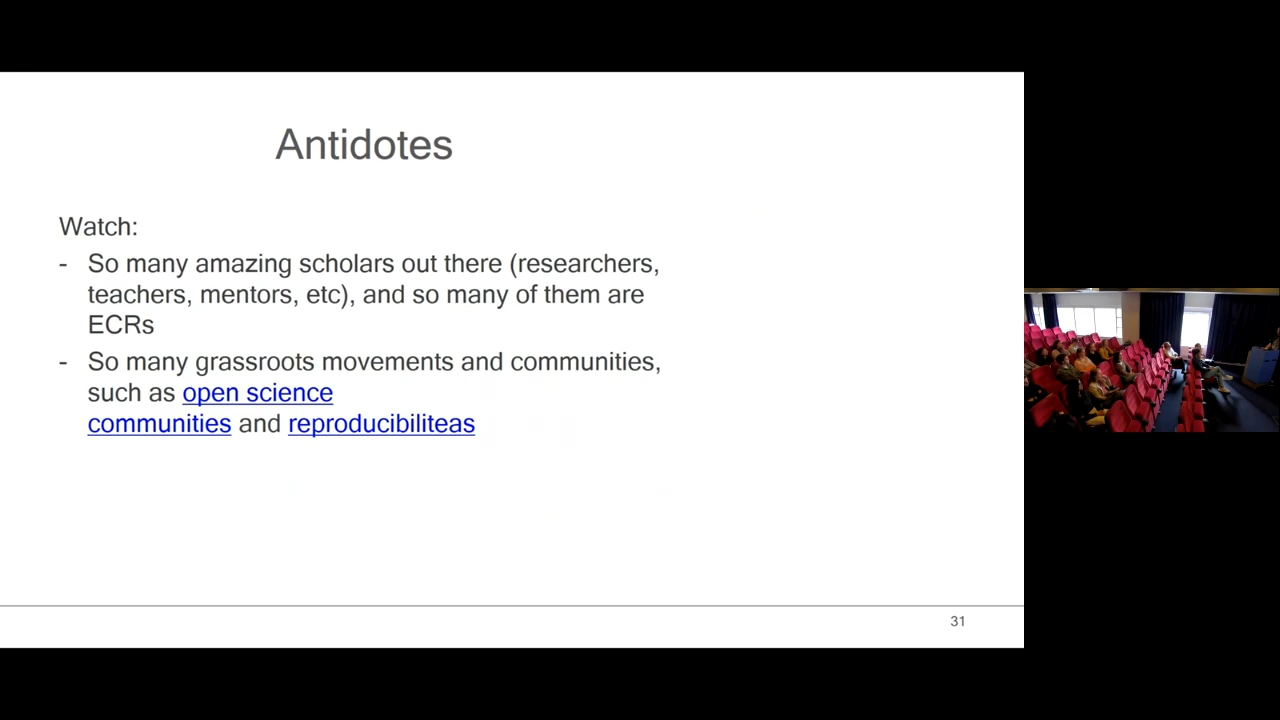 Antidotes
Watch:
- So many amazing scholars out there (researchers,
teachers, mentors, etc), and so many of them are
ECRs
- So many grassroots movements and communities,
such as open science
communities and reproducibiliteas
31